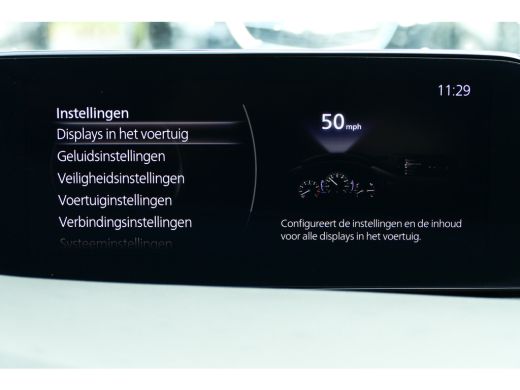 11:29
Instellingen
Displays in het voertuig
Geluidsinstellingen
Veiligheidsinstellingen
Voertuiginstellingen
Verbindingsinstellingen
Systeeminstellingen
50 mph
Configureert de instellingen en de inhoud
voor alle displays in het voertuig.